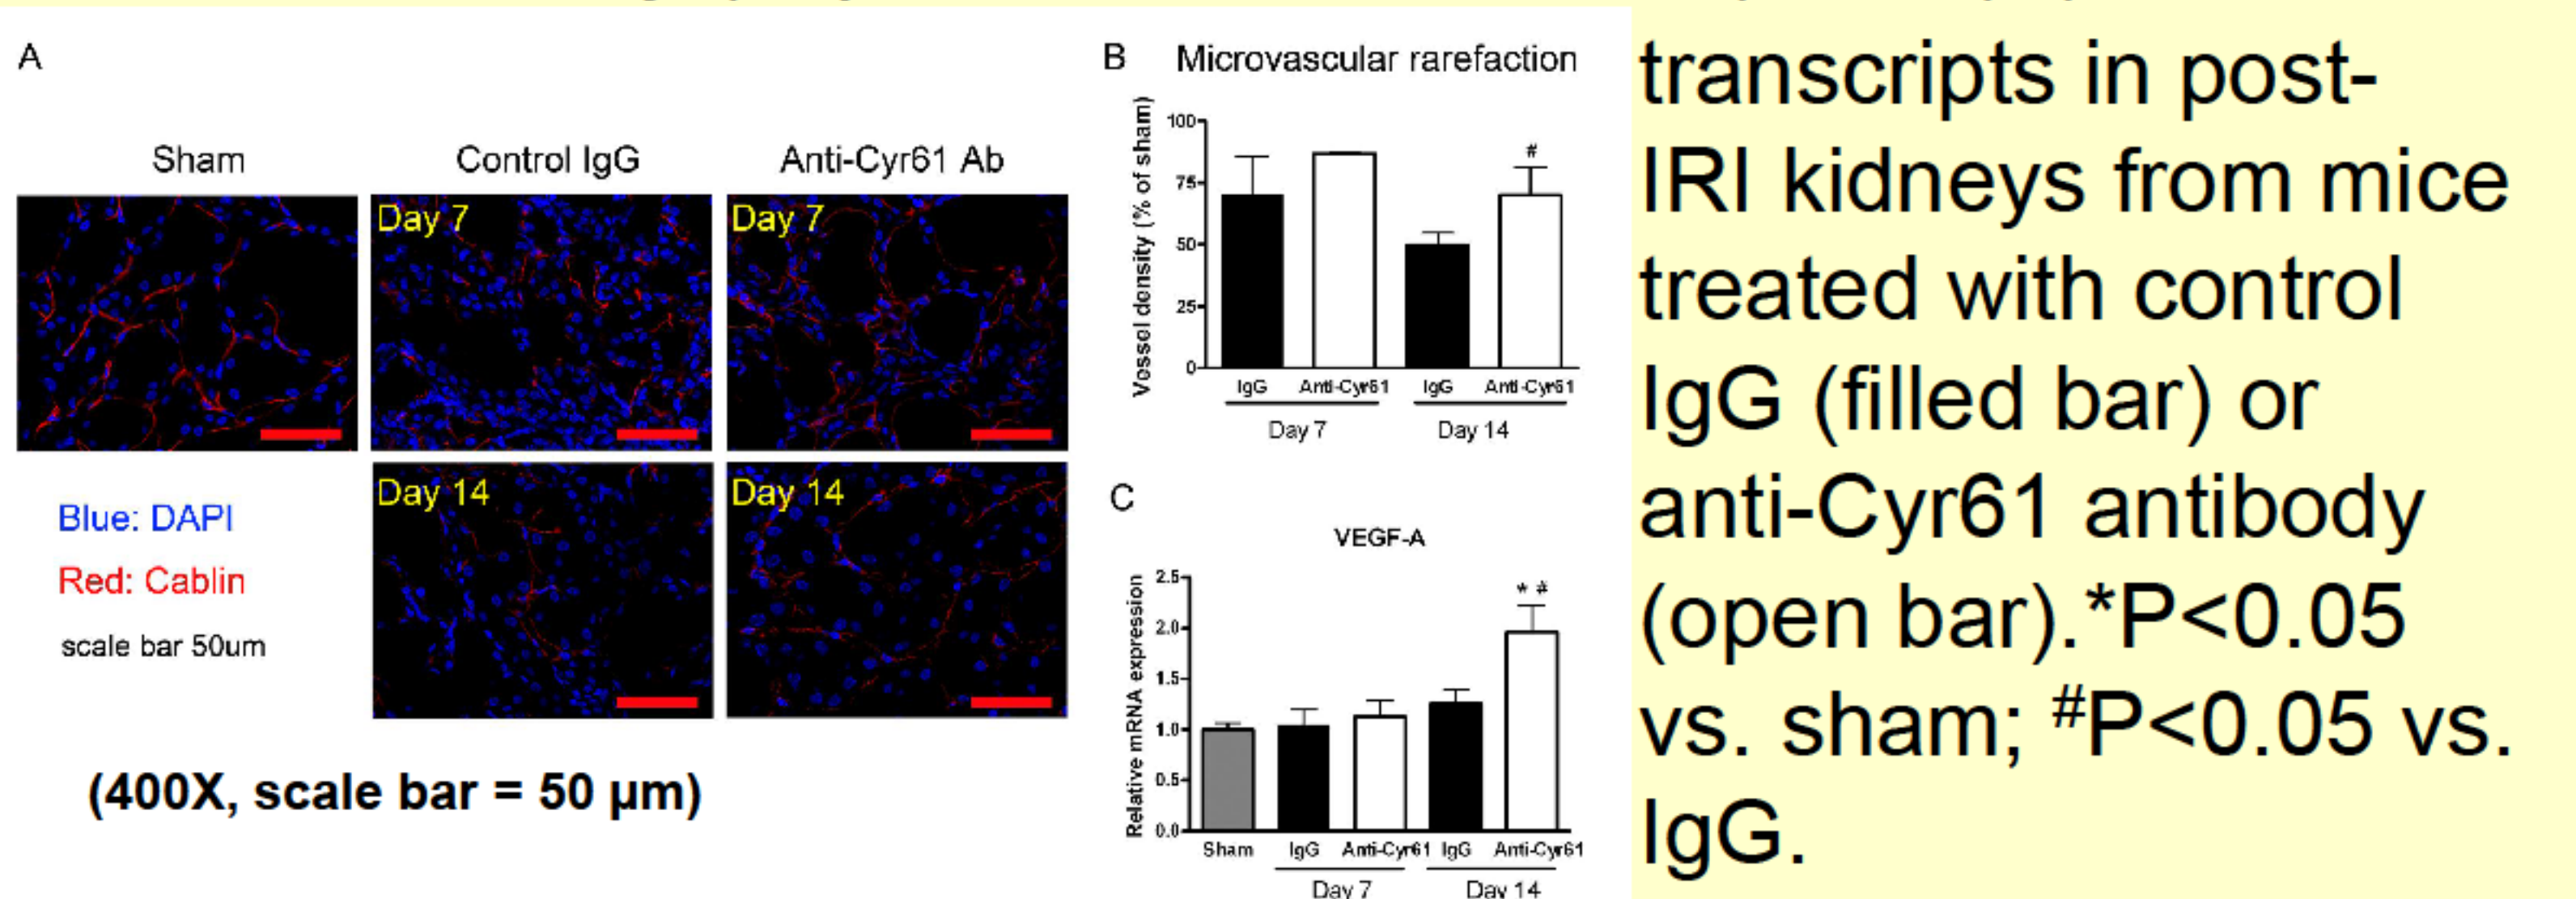 A
Sham
Control IgG
Anti-Cyr61 Ab
Day 7
Day 7
Day 14
Day 14
Blue: DAPI
Red: Cablin
scale bar 50um
(400X, scale bar = 50 µm)
B
Microvascular rarefaction
Vessel density (% of sham)
100
75
50
25
0
IgG
Anti-Cyr61
IgG
Anti-Cyr61
Day 7
Day 14
#
C
VEGF-A
Relative mRNA expression
2.5
2.0
1.5
1.0
0.5
0.0
* #
Sham
IgG
Anti-Cyr61
IgG
Anti-Cyr61
Day 7
Day 14
transcripts in post-
IRI kidneys from mice
treated with control
IgG (filled bar) or
anti-Cyr61 antibody
(open bar).*P<0.05
vs. sham; #P<0.05 vs.
IgG.